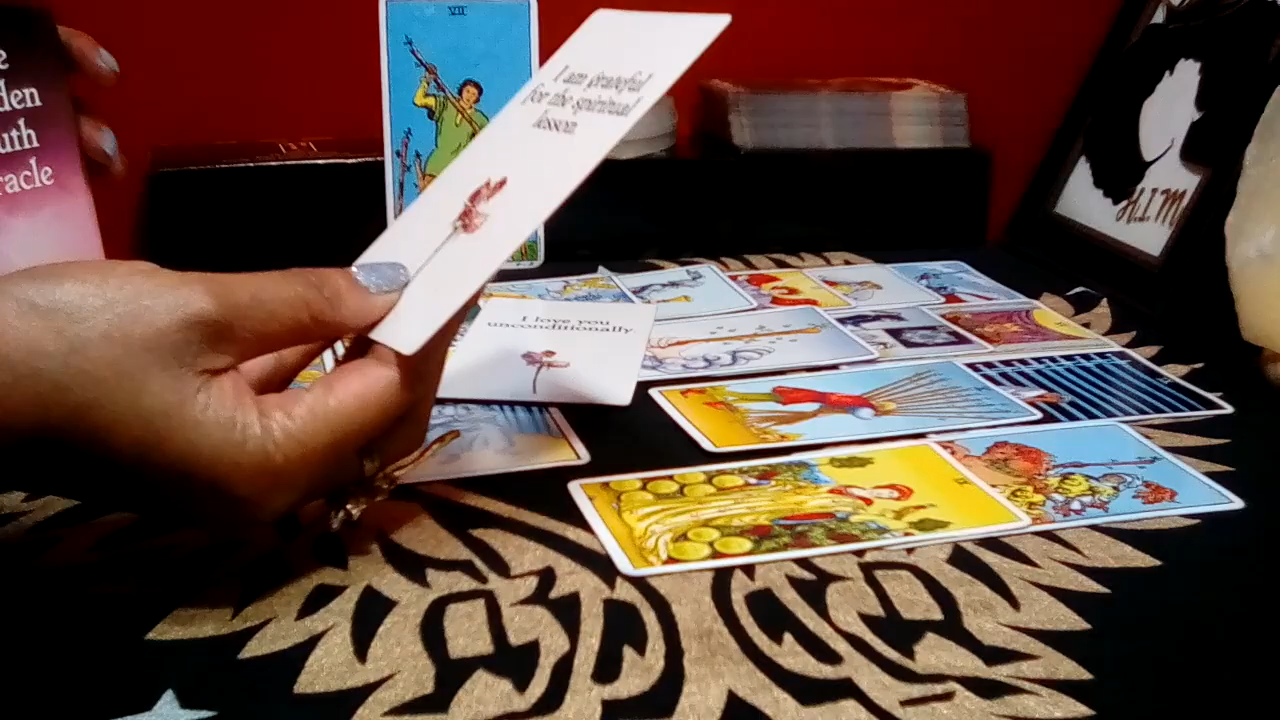 VII
I am grateful
for the spiritual
lesson.
den
uth
racle
I love you
unconditionally.
H.I.M